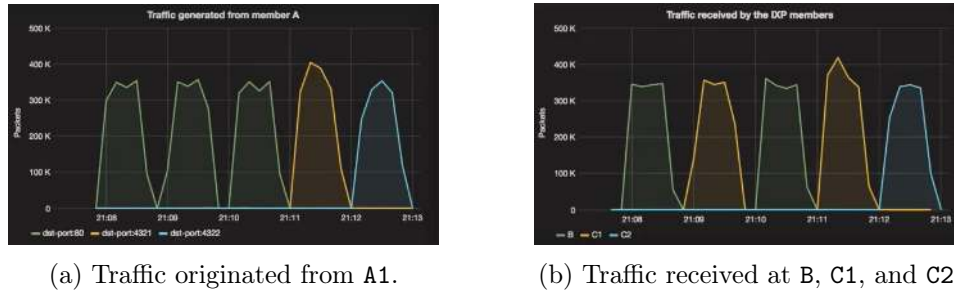 Traffic generated from member A
500 K
400 K
300 K
200 K
100 K
0
Packets
21:08 21:09 21:10 21:11 21:12 21:13
dst-port:80 dst-port:4321 dst-port:4322
(a) Traffic originated from A1.
Traffic received by the IXP members
500 K
400 K
300 K
200 K
100 K
0
Packets
21:08 21:09 21:10 21:11 21:12 21:13
B C1 C2
(b) Traffic received at B, C1, and C2